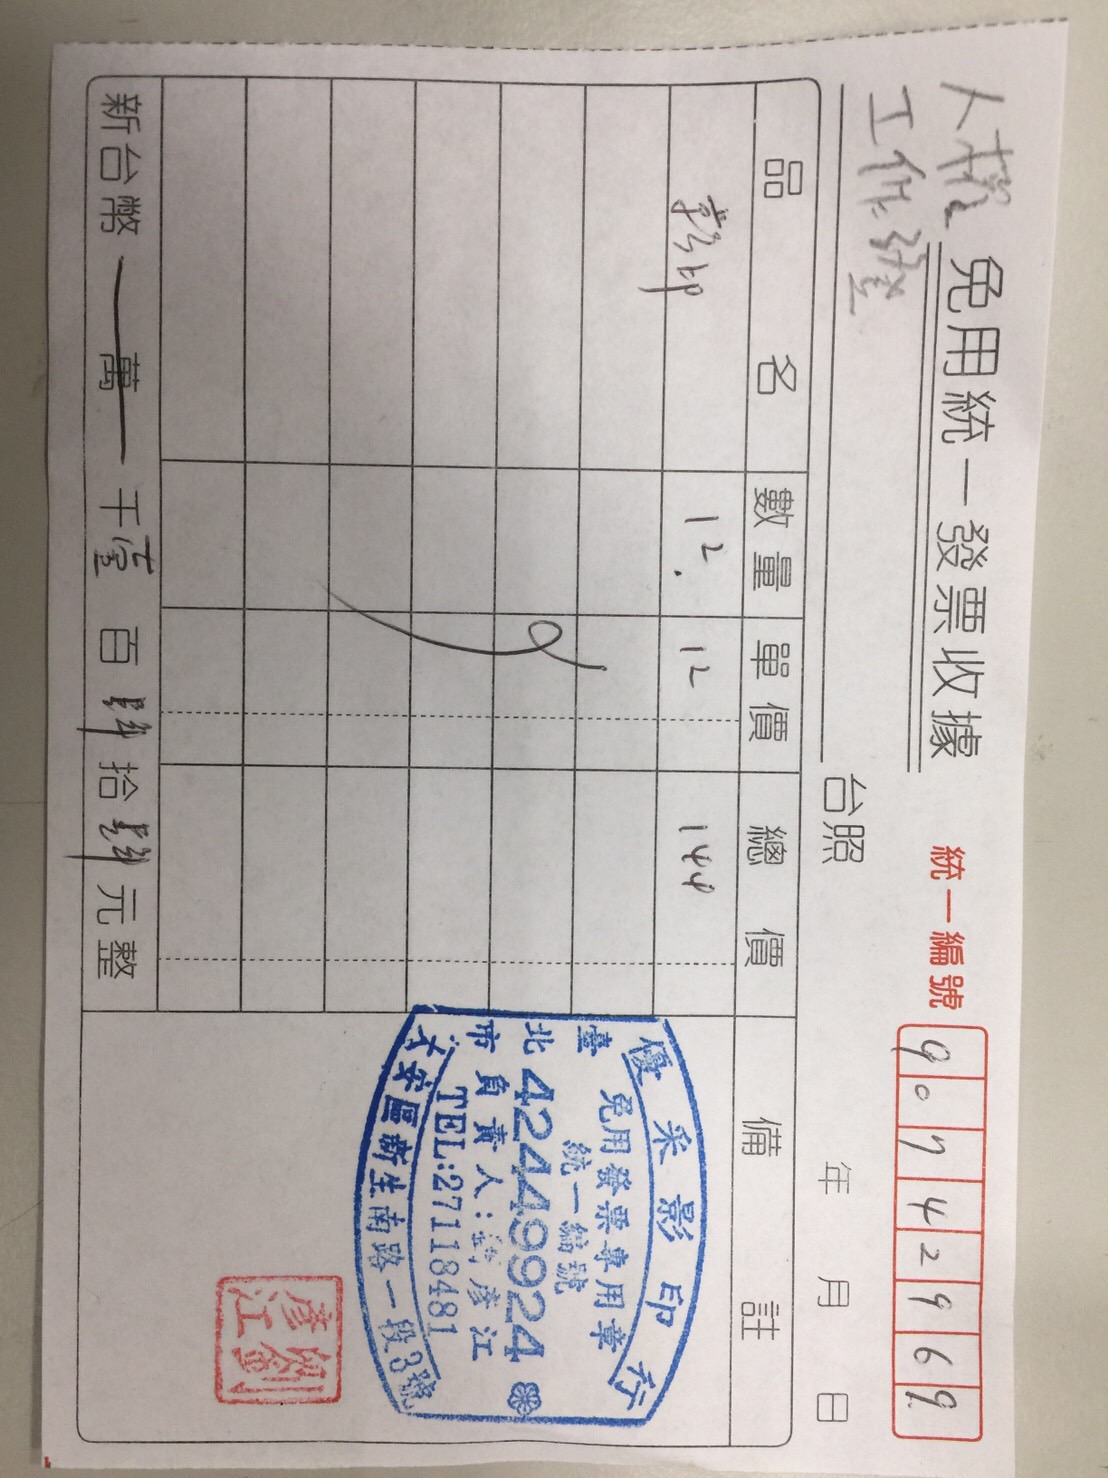 人權
工作證
免用統一發票收據
統一編號 90742969
台照
年 月 日
品名 數量 單價 總價 備註
彩印 12. 12 144
優采影印行
免用發票專用章
統一編號
42449924
負責人:劉彥江
TEL:27118481
臺北市大安區新生南路一段3號
劉彥江
新台幣 萬 千 壹 百 肆 拾 肆 元整